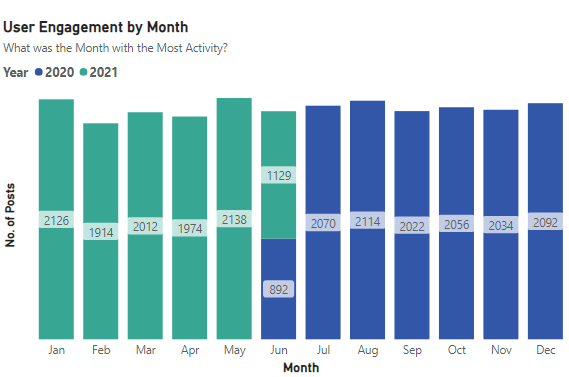 User Engagement by Month
What was the Month with the Most Activity?
Year 2020 2021
No. of Posts
2126 1914 2012 1974 2138 1129 892 2070 2114 2022 2056 2034 2092
Jan Feb Mar Apr May Jun Jul Aug Sep Oct Nov Dec
Month